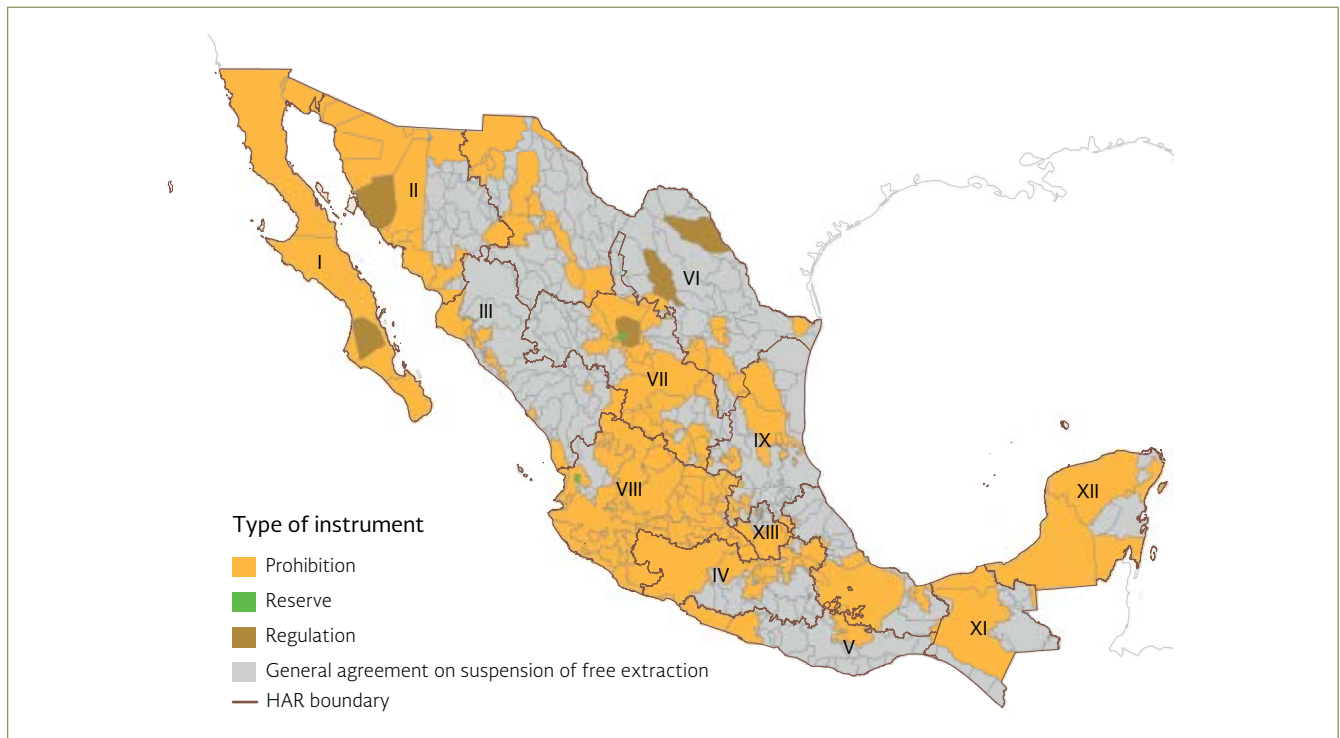 II
I
VI
III
VII
IX
XII
VIII
XIII
IV
XI
V
Type of instrument
Prohibition
Reserve
Regulation
General agreement on suspension of free extraction
HAR boundary